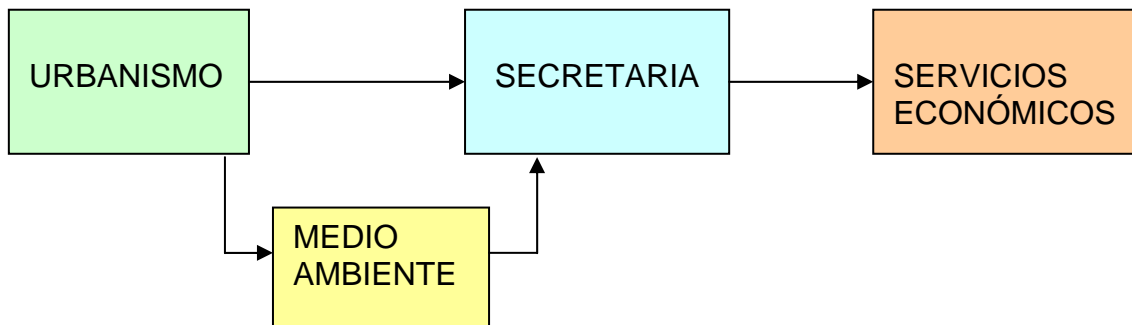 URBANISMO
SECRETARIA
SERVICIOS
ECONÓMICOS
MEDIO
AMBIENTE